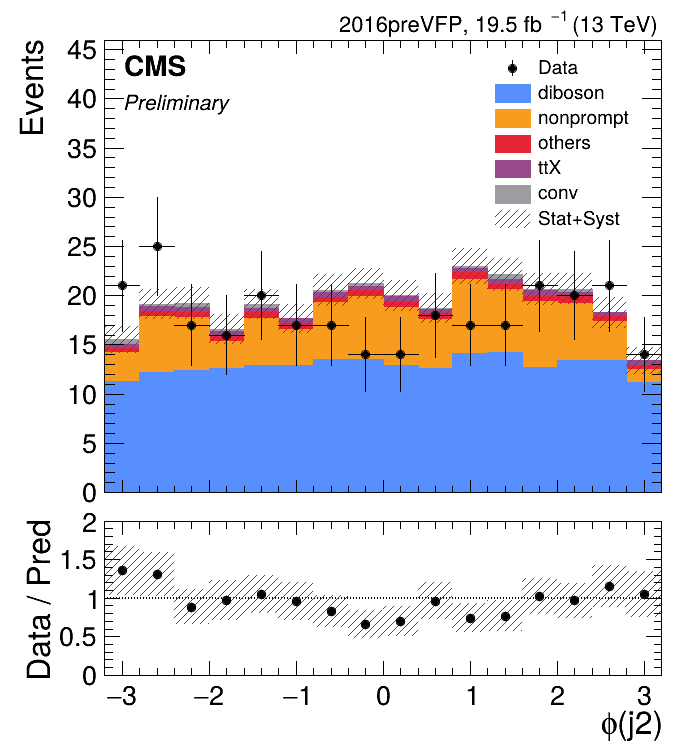 2016preVFP, 19.5 fb −1 (13 TeV)
CMS
Preliminary
Events
45
40
35
30
25
20
15
10
5
0
Data
diboson
nonprompt
others
ttX
conv
Stat+Syst
Data / Pred
2
1.5
1
0.5
0
−3 −2 −1 0 1 2 3
ϕ(j2)